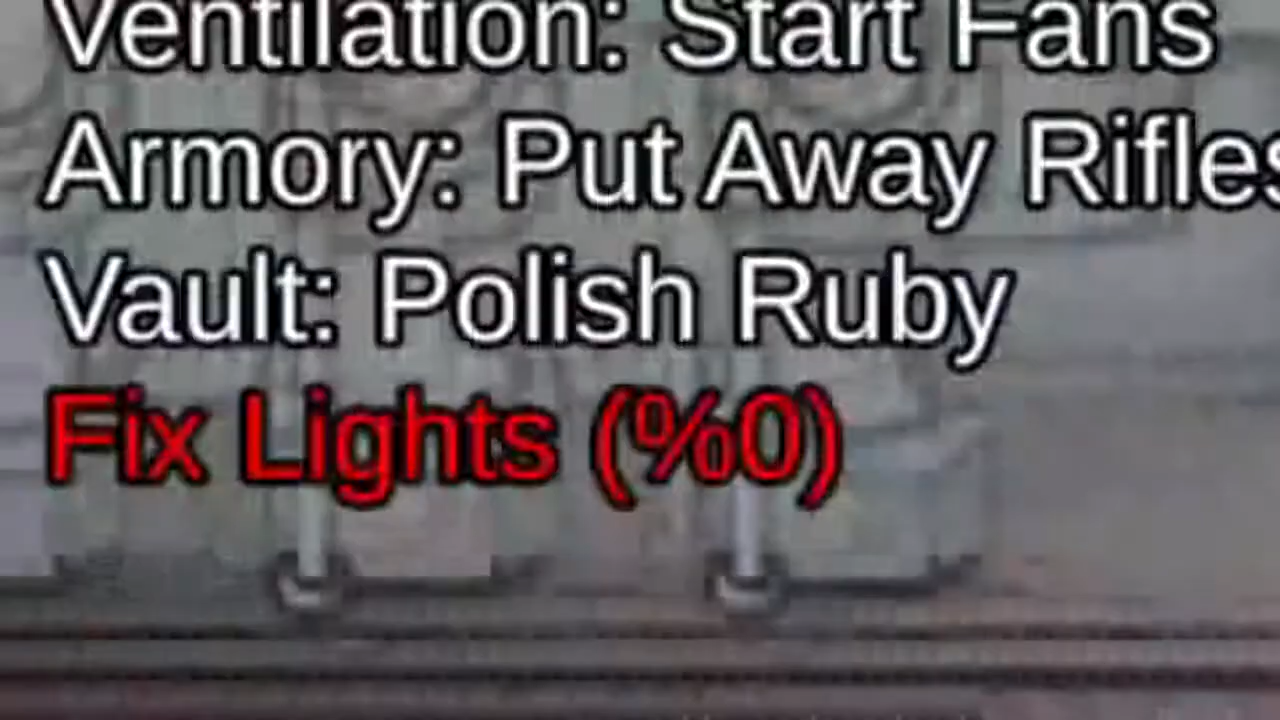 Ventilation: Start Fans
Armory: Put Away Rifles
Vault: Polish Ruby
Fix Lights (%0)